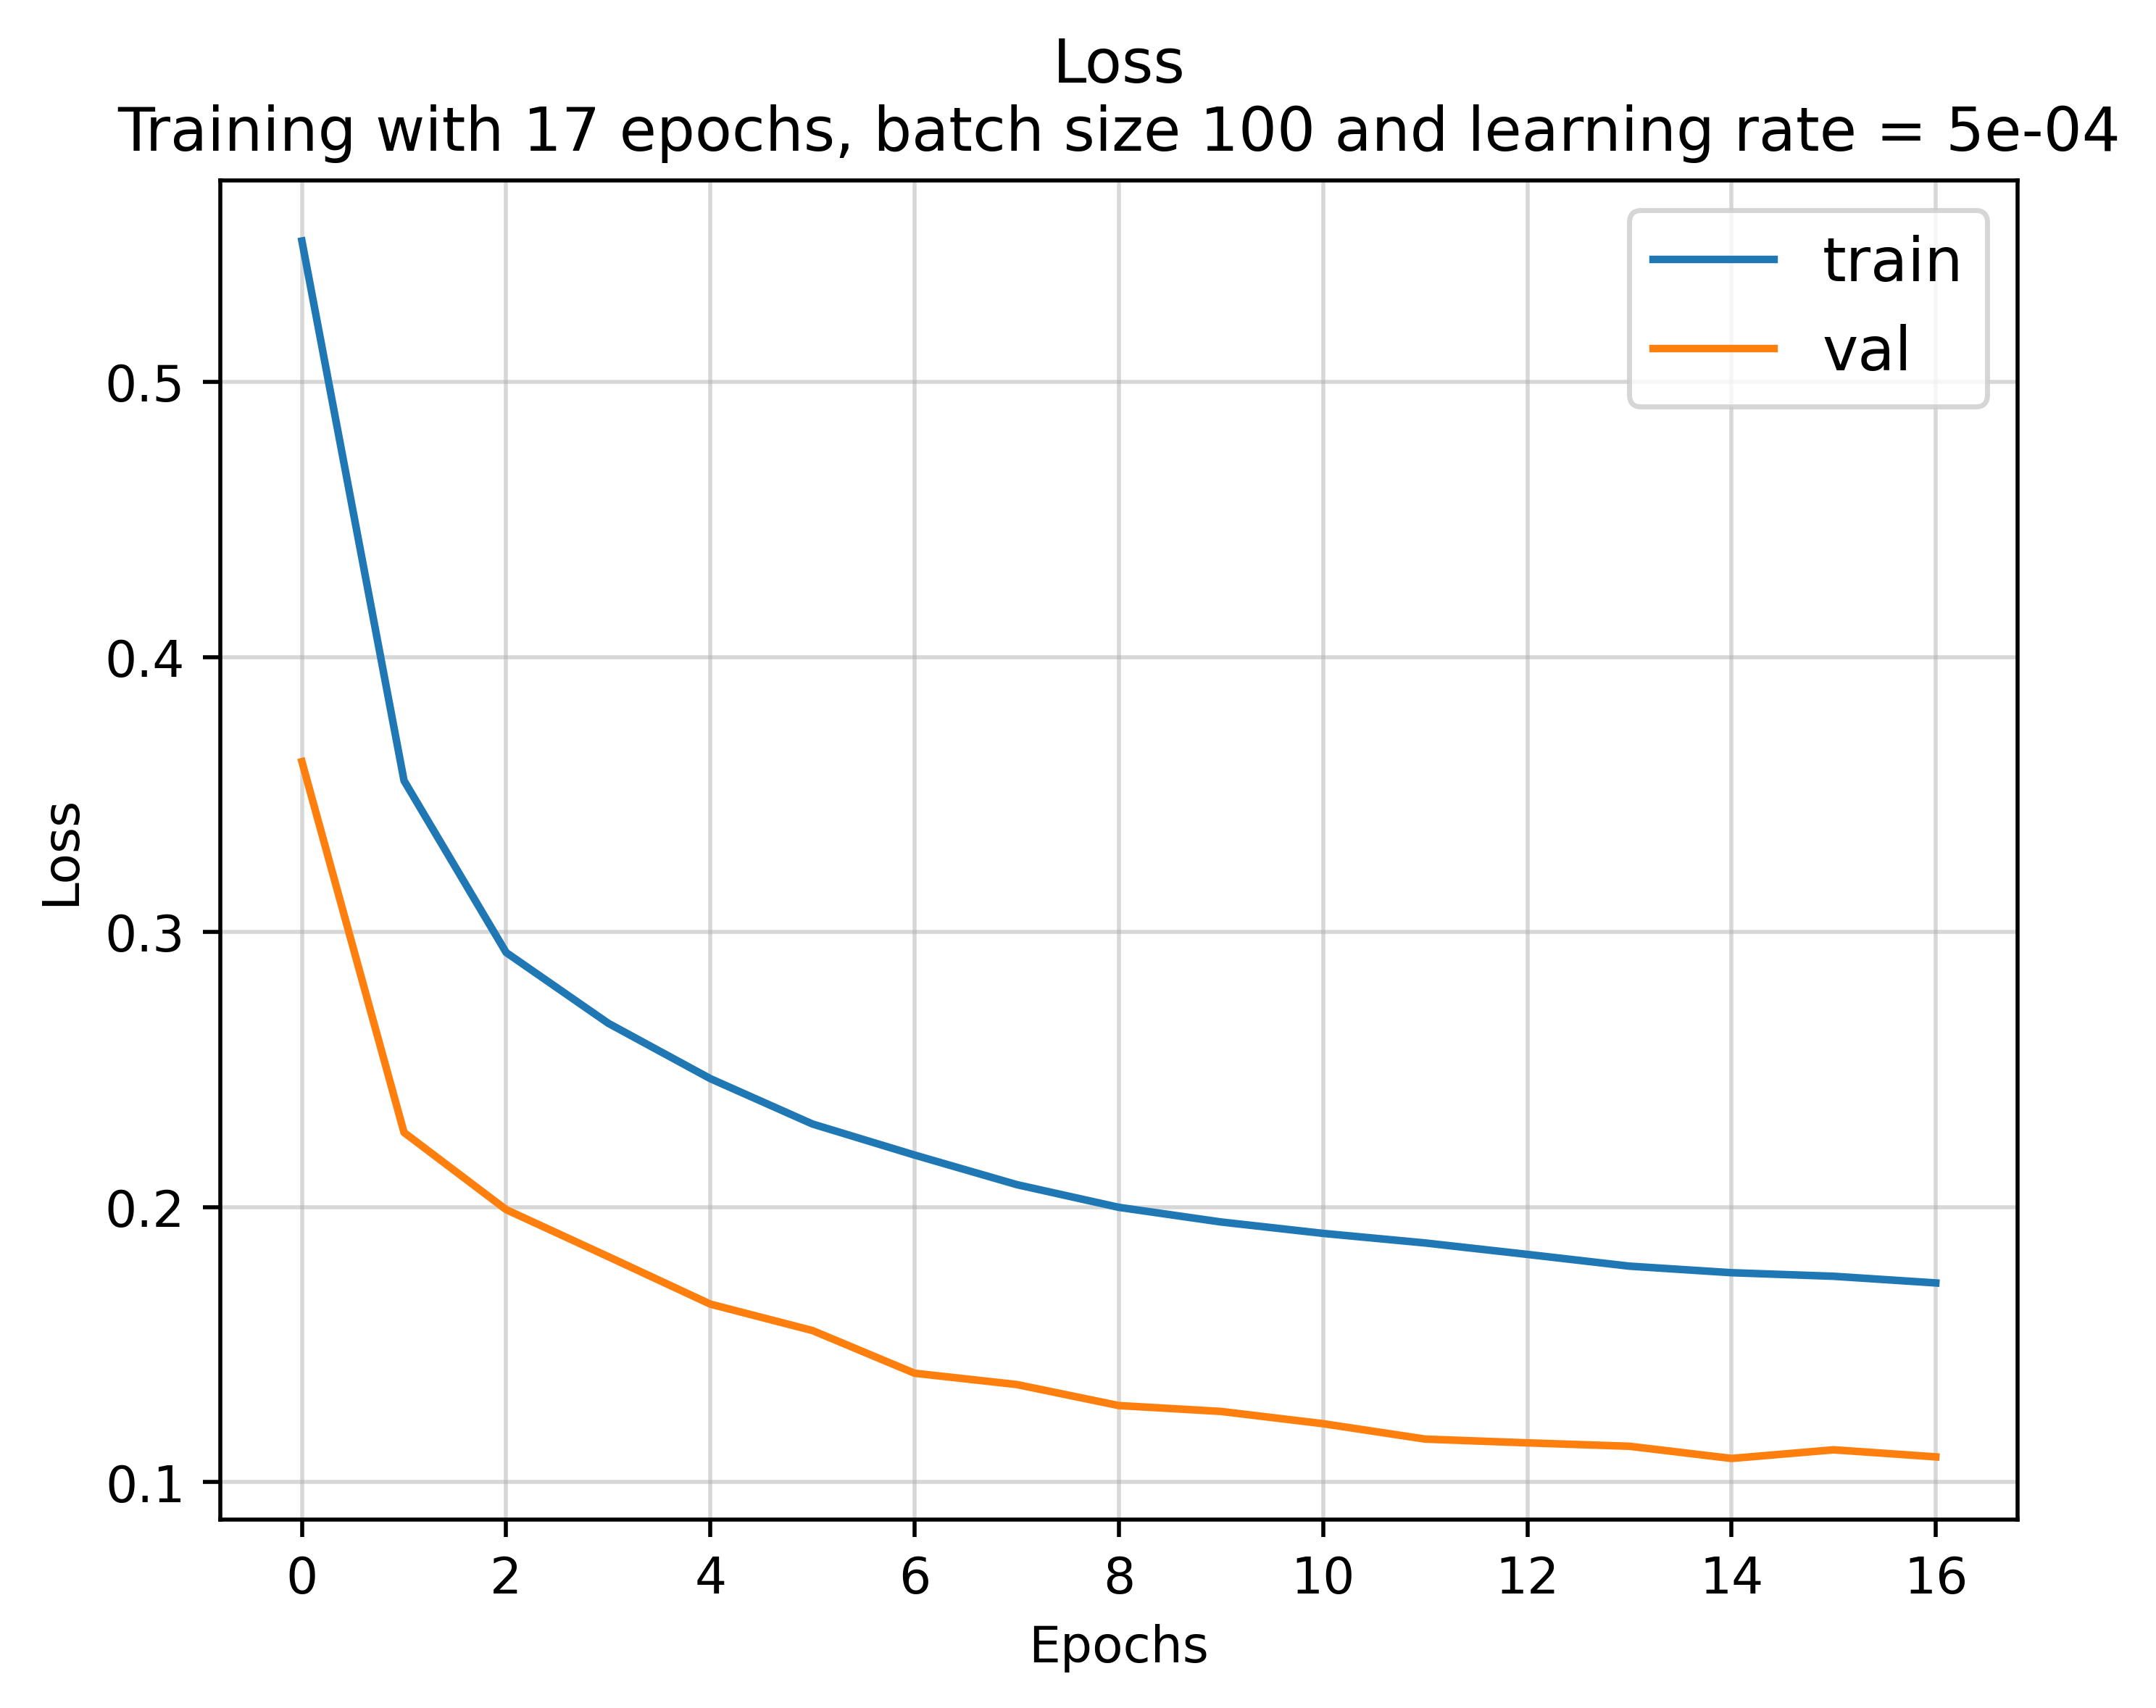 Loss
Training with 17 epochs, batch size 100 and learning rate = 5e-04
train
val
0.5
0.4
0.3
0.2
0.1
Loss
0 2 4 6 8 10 12 14 16
Epochs